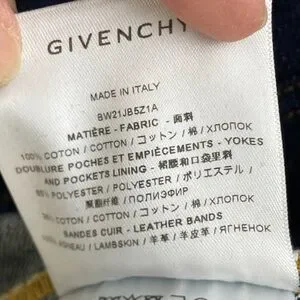 GIVENCHY
MADE IN ITALY
BW21JB5Z1A
MATIÈRE - FABRIC - 面料
100% COTON / COTTON / コットン / 棉 / ХЛОПОК
DOUBLURE POCHES ET EMPIÈCEMENTS - YOKES
AND POCKETS LINING - 裙腰和口袋里料
65% POLYESTER / POLYESTER / ポリエステル /
聚酯纤维 / ПОЛИЭФИР
COTON / COTTON / コットン / 棉 / ХЛОПОК
BANDES CUIR - LEATHER BANDS
AGNEAU / LAMBSKIN / 羊革 / 羊皮革 / ЯГНЕНОК